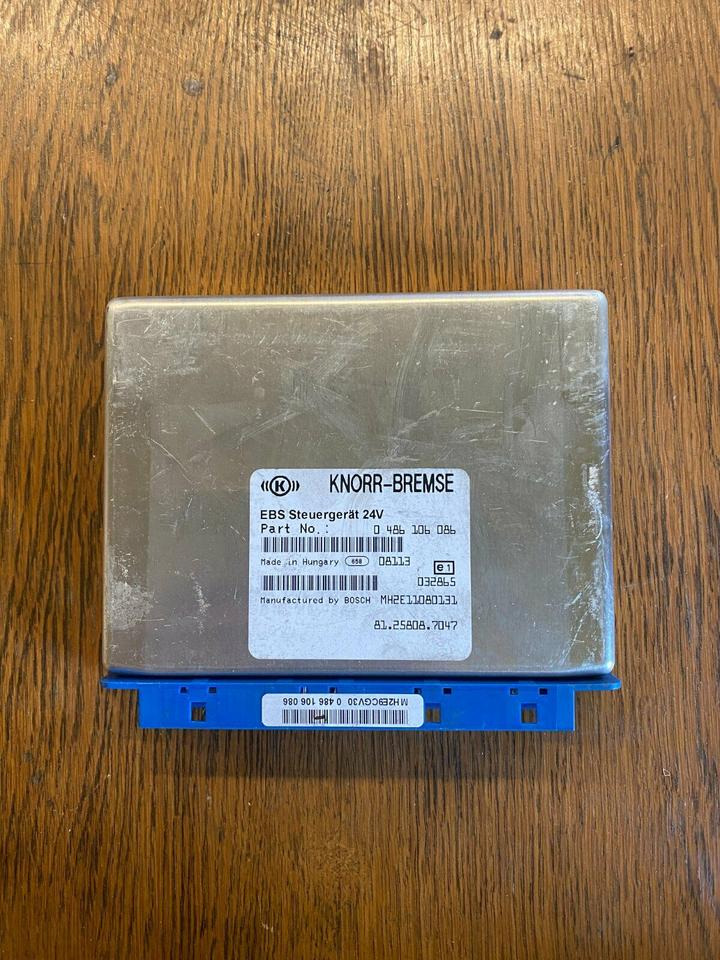 ((K)) KNORR-BREMSE
EBS Steuergerät 24V
Part No.: 0 486 106 086
Made in Hungary 658 08113 e1
032865
Manufactured by BOSCH MH2E11080131
81.25808.7047
MH2E9CGV30 0 486 106 086